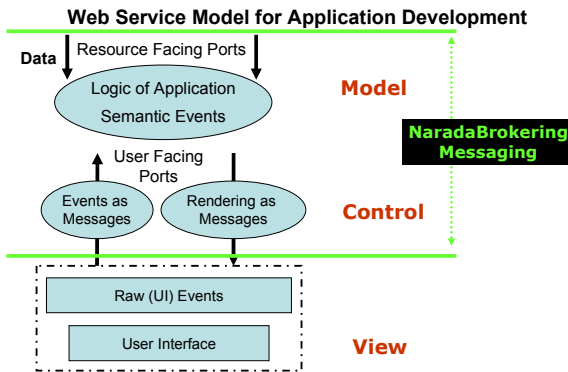 Web Service Model for Application Development
Data
Resource Facing Ports
Logic of Application
Semantic Events
Model
NaradaBrokering
Messaging
User Facing
Ports
Events as
Messages
Rendering as
Messages
Control
Raw (UI) Events
User Interface
View